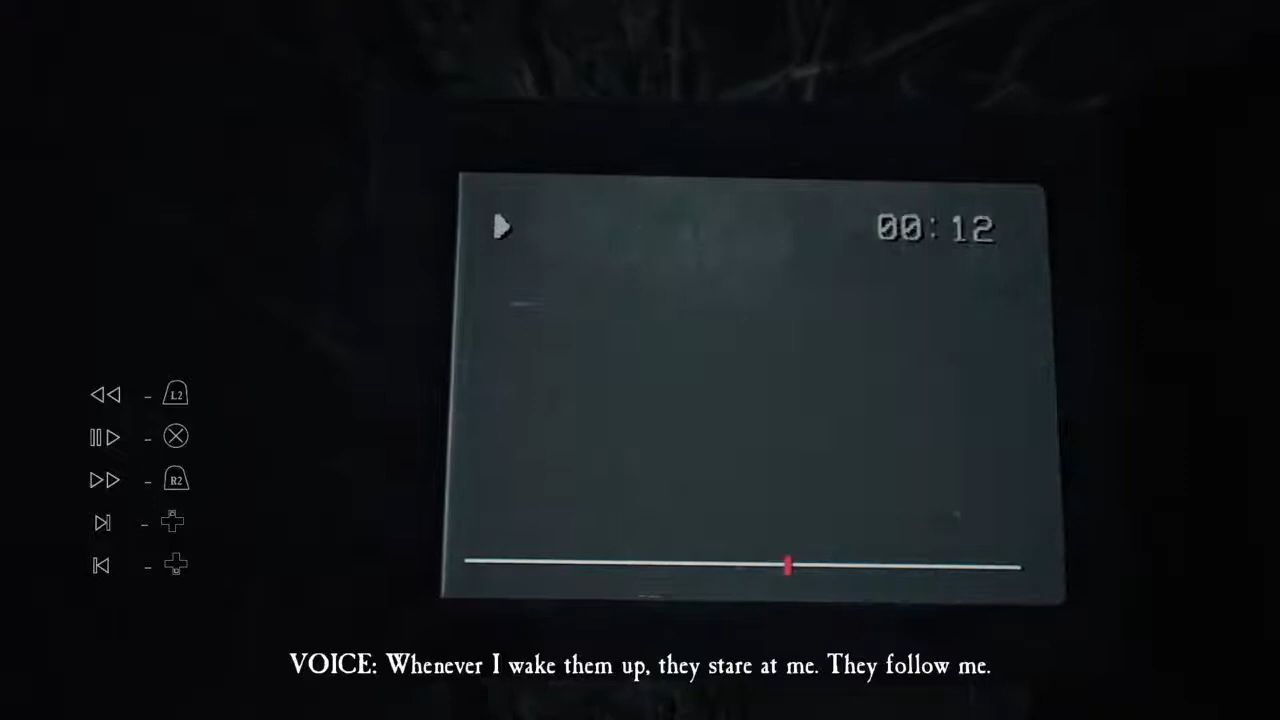 00:12
- L2
-
- R2
-
-
VOICE: Whenever I wake them up, they stare at me. They follow me.